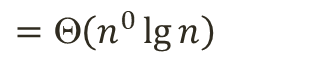 = Θ(n⁰ lg n)